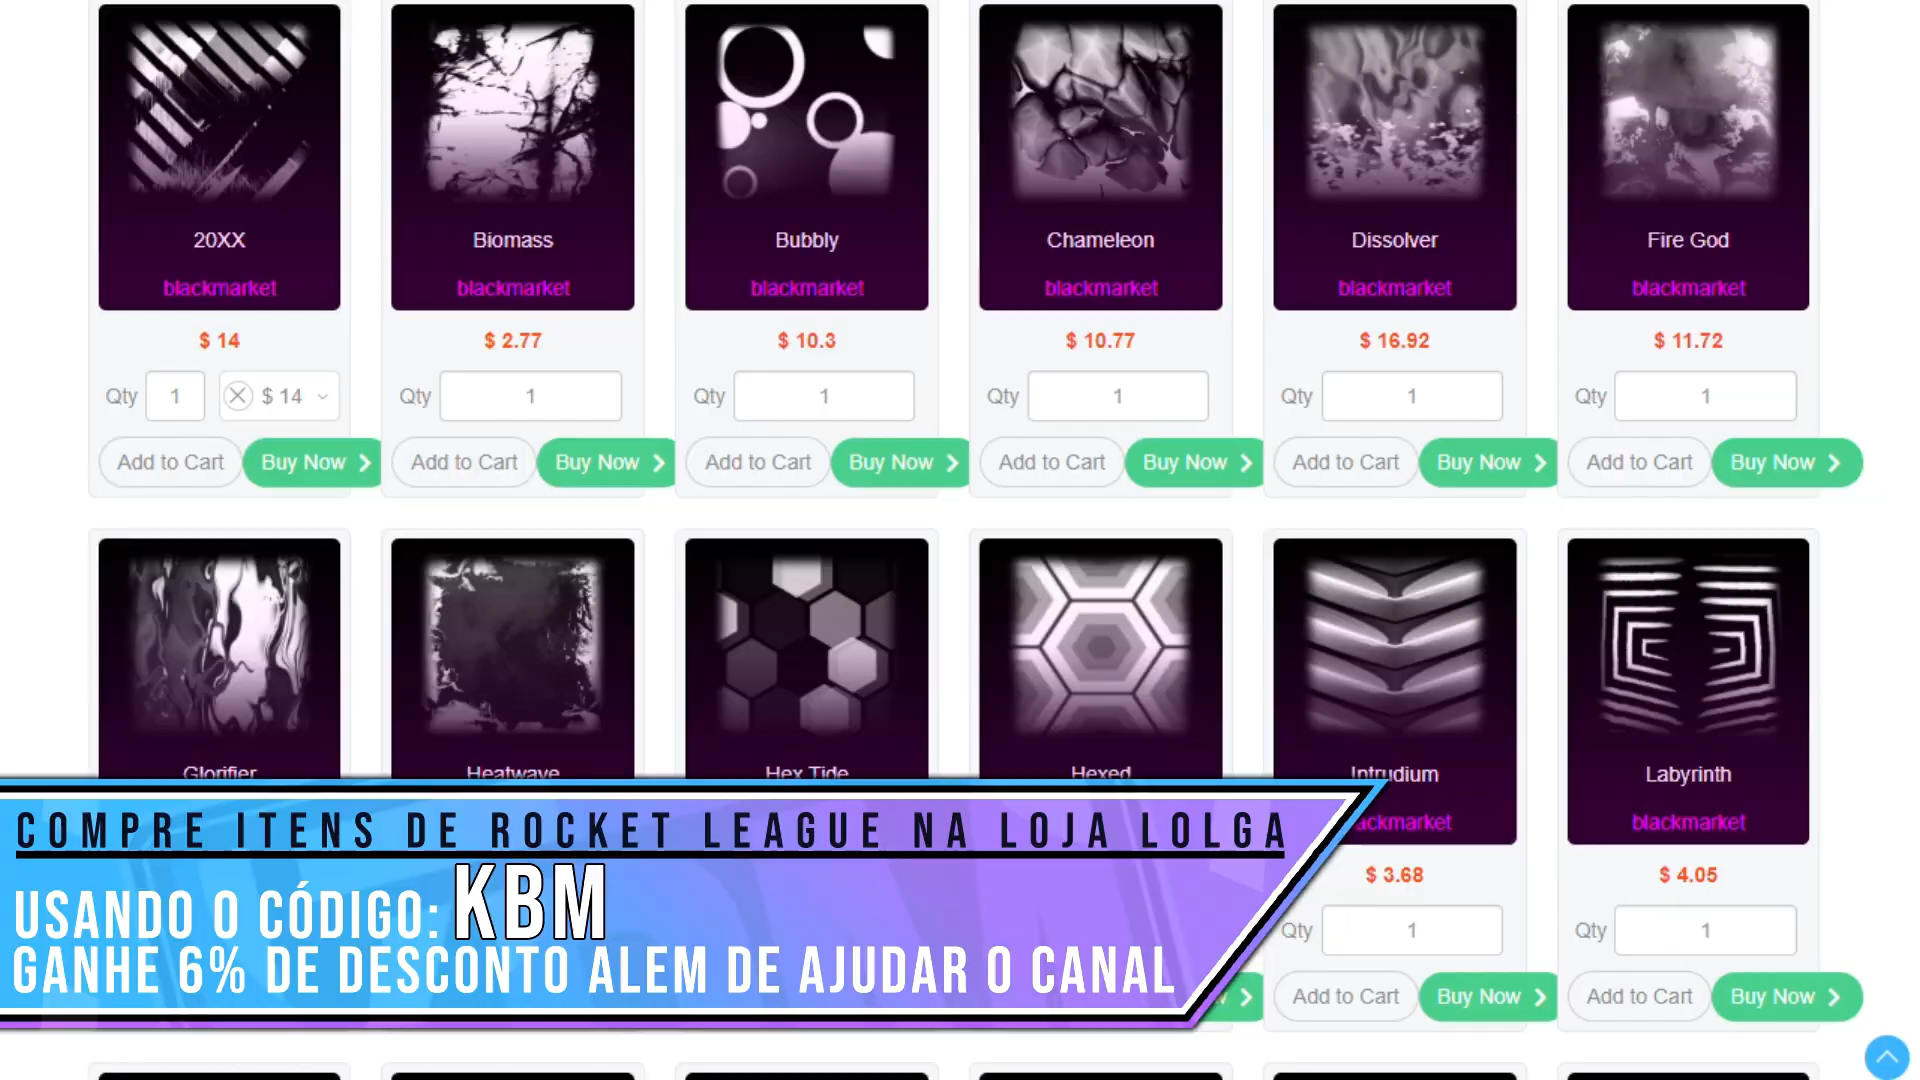 20XX Biomass Bubbly Chameleon Dissolver Fire God
blackmarket blackmarket blackmarket blackmarket blackmarket blackmarket
$ 14 $ 2.77 $ 10.3 $ 10.77 $ 16.92 $ 11.72
Qty 1 $ 14 Qty 1 Qty 1 Qty 1 Qty 1 Qty 1
Add to Cart Buy Now Add to Cart Buy Now Add to Cart Buy Now Add to Cart Buy Now Add to Cart Buy Now Add to Cart Buy Now
Glorifier Heatwave Hex Tide Hexed Intrudium Labyrinth
blackmarket
$ 3.68 $ 4.05
Qty 1 Qty 1
Add to Cart Buy Now Add to Cart Buy Now
COMPRE ITENS DE ROCKET LEAGUE NA LOJA LOLGA
USANDO O CÓDIGO: KBM
GANHE 6% DE DESCONTO ALEM DE AJUDAR O CANAL